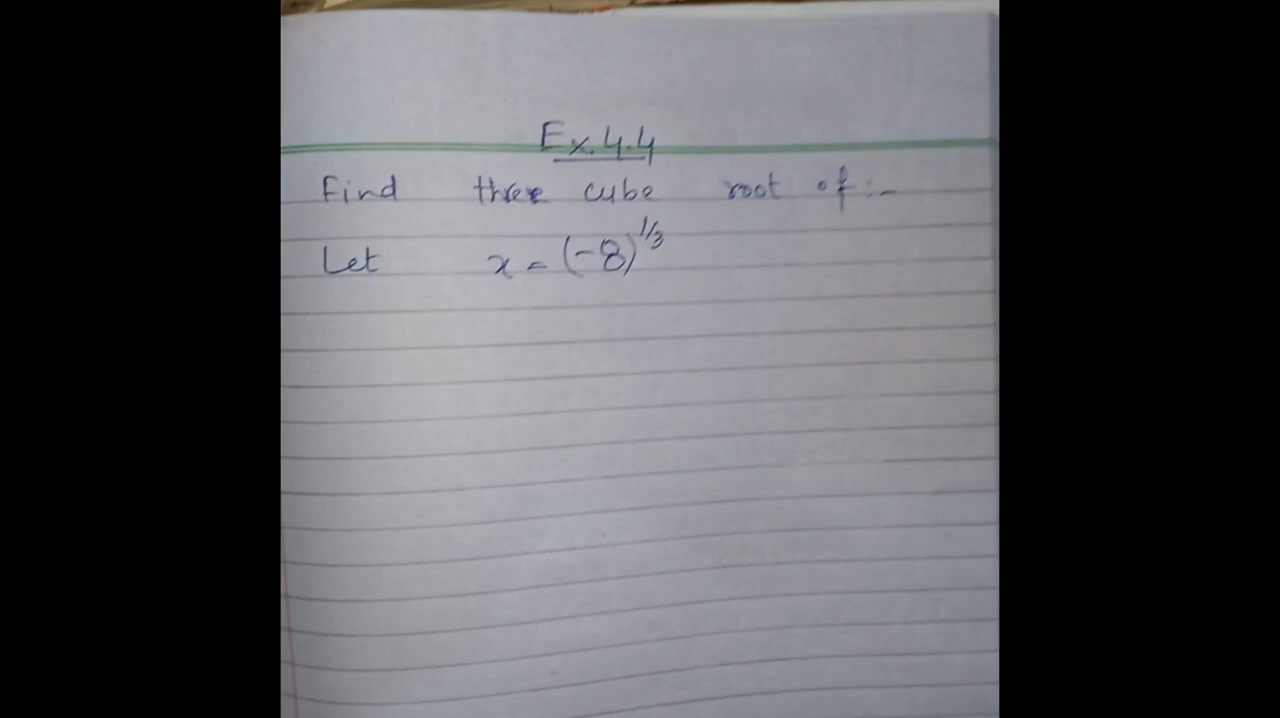 Ex.4.4
Find three cube root of :-
Let x = (-8)^1/3